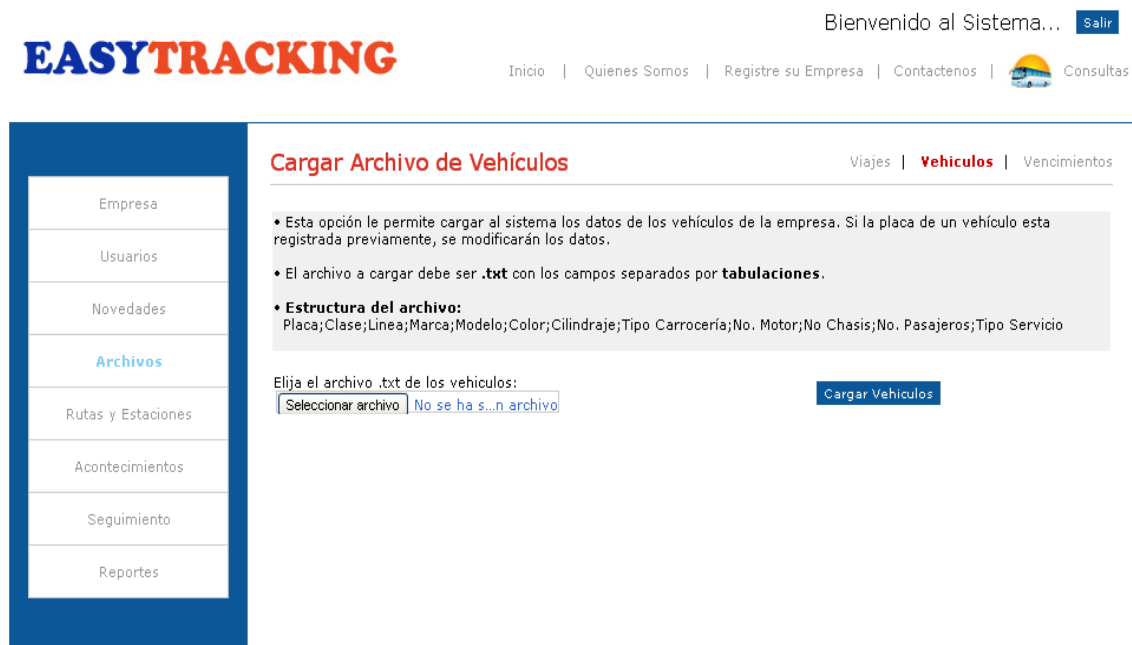 Bienvenido al Sistema... Salir
EASYTRACKING
Inicio | Quienes Somos | Registre su Empresa | Contactenos | Consultas
Cargar Archivo de Vehículos
Viajes | Vehiculos | Vencimientos
Empresa
Usuarios
Novedades
Archivos
Rutas y Estaciones
Acontecimientos
Seguimiento
Reportes
• Esta opción le permite cargar al sistema los datos de los vehículos de la empresa. Si la placa de un vehículo esta
registrada previamente, se modificarán los datos.
• El archivo a cargar debe ser .txt con los campos separados por tabulaciones.
• Estructura del archivo:
Placa;Clase;Linea;Marca;Modelo;Color;Cilindraje;Tipo Carrocería;No. Motor;No Chasis;No. Pasajeros;Tipo Servicio
Elija el archivo .txt de los vehiculos:
Seleccionar archivo No se ha s...n archivo
Cargar Vehiculos